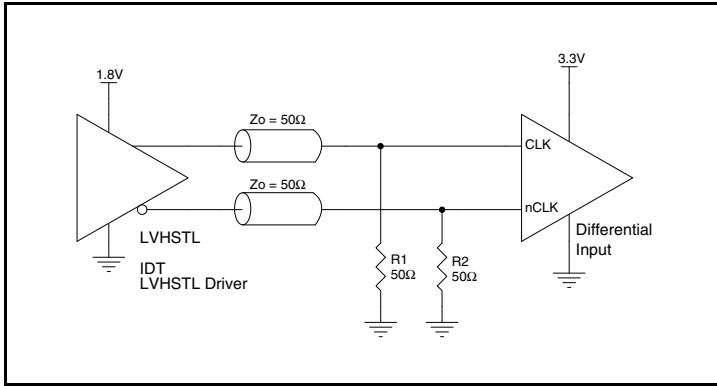 1.8V
3.3V
Zo = 50Ω
CLK
Zo = 50Ω
nCLK
LVHSTL
IDT
LVHSTL Driver
R1
50Ω
R2
50Ω
Differential
Input